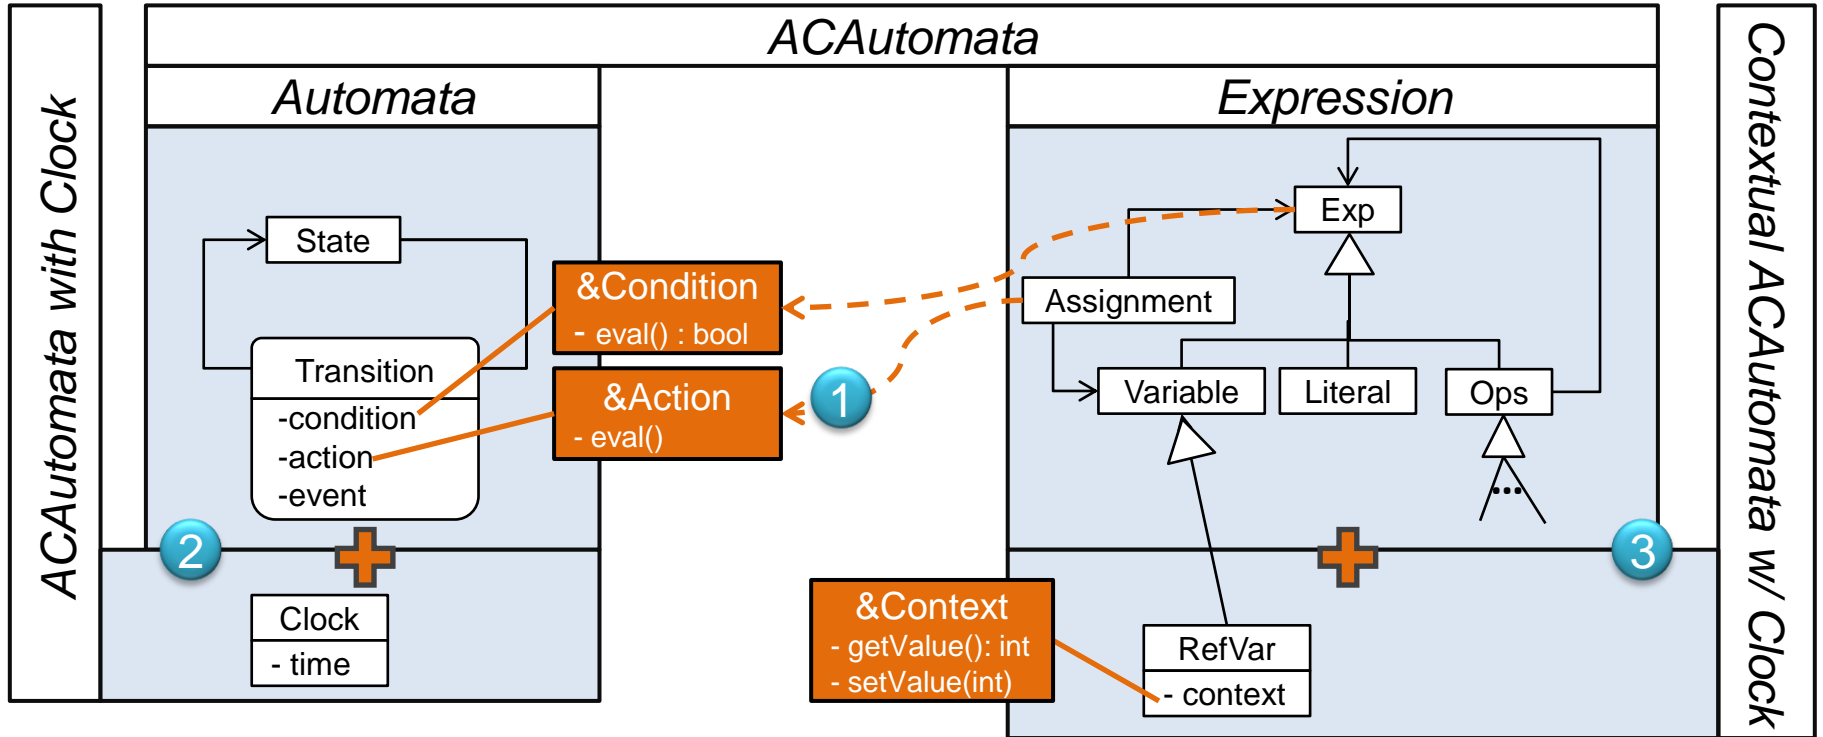 ACAutomata
Automata
Expression
ACAutomata with Clock
Contextual ACAutomata w/ Clock
State
Transition
-condition
-action
-event
&Condition
- eval() : bool
&Action
- eval()
1
Exp
Assignment
Variable
Literal
Ops
...
2
3
Clock
- time
&Context
- getValue(): int
- setValue(int)
RefVar
- context